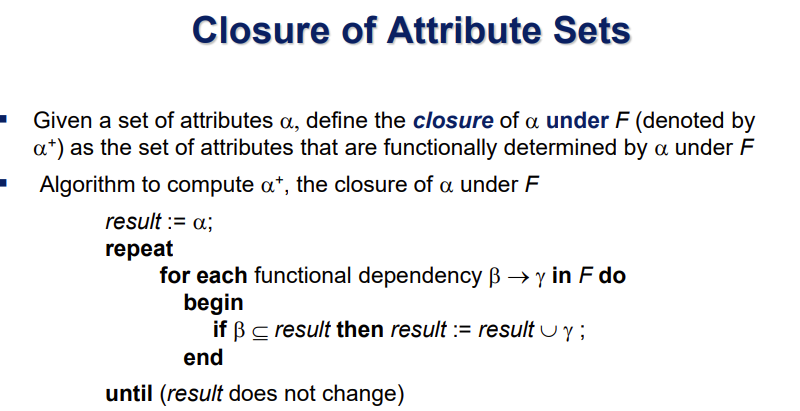 Closure of Attribute Sets
▪ Given a set of attributes α, define the closure of α under F (denoted by
α⁺) as the set of attributes that are functionally determined by α under F
▪ Algorithm to compute α⁺, the closure of α under F
result := α;
repeat
for each functional dependency β → γ in F do
begin
if β ⊆ result then result := result ∪ γ ;
end
until (result does not change)